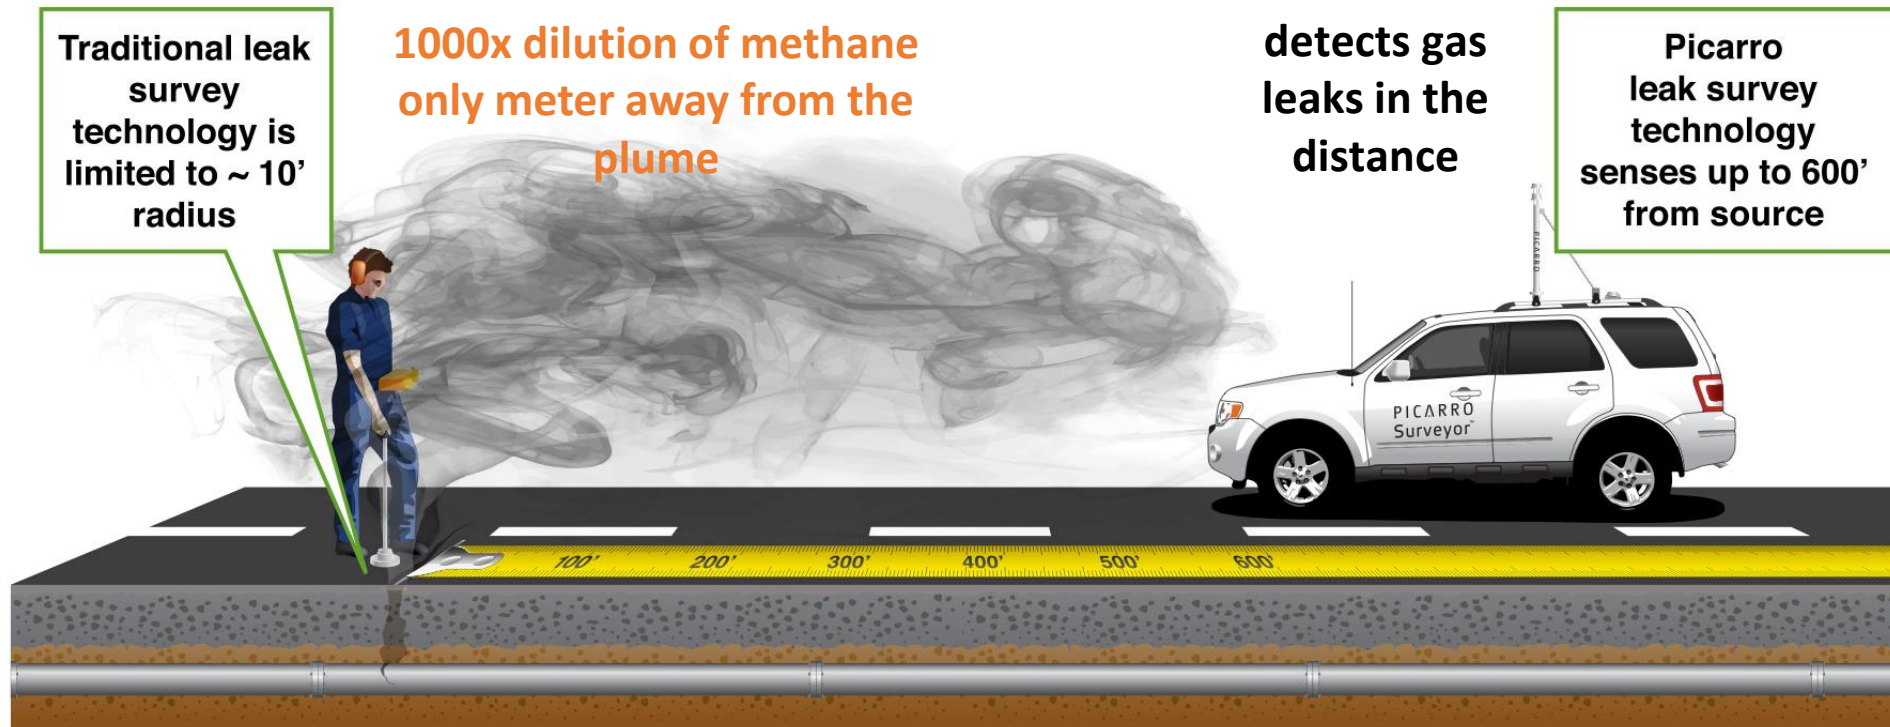 Traditional leak
survey
technology is
limited to ~ 10’
radius
1000x dilution of methane
only meter away from the
plume
detects gas
leaks in the
distance
Picarro
leak survey
technology
senses up to 600’
from source
PICARRO
PICARRO
Surveyor™
100’ 200’ 300’ 400’ 500’ 600’